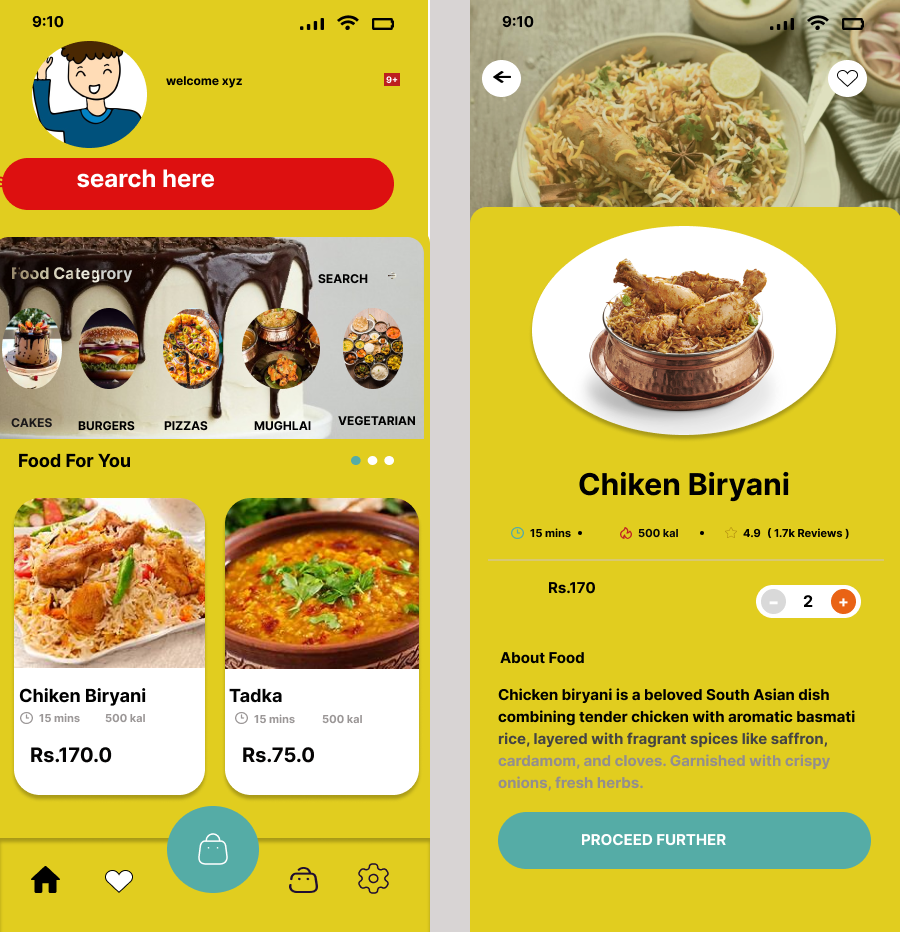 9:10
welcome xyz
9+
search here
Food Categrory
SEARCH
CAKES
BURGERS
PIZZAS
MUGHLAI
VEGETARIAN
Food For You
Chiken Biryani
15 mins 500 kal
Rs.170.0
Tadka
15 mins 500 kal
Rs.75.0
9:10
Chiken Biryani
15 mins • 500 kal • 4.9 ( 1.7k Reviews )
Rs.170
- 2 +
About Food
Chicken biryani is a beloved South Asian dish
combining tender chicken with aromatic basmati
rice, layered with fragrant spices like saffron,
cardamom, and cloves. Garnished with crispy
onions, fresh herbs.
PROCEED FURTHER